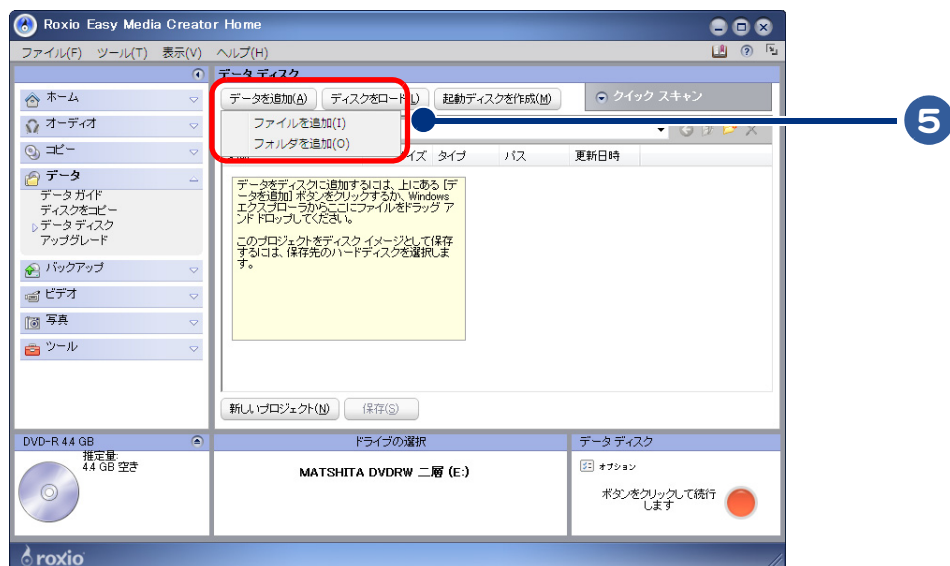 Roxio Easy Media Creator Home
ファイル(F) ツール(T) 表示(V) ヘルプ(H)
データ ディスク
データを追加(A) ディスクをロード(L) 起動ディスクを作成(M) クイック スキャン
ファイルを追加(I)
フォルダを追加(O)
5
タイプ パス 更新日時
ホーム
オーディオ
コピー
データ
データ ガイド
ディスクをコピー
データ ディスク
アップグレード
バックアップ
ビデオ
写真
ツール
データをディスクに追加するには、上にある [デ
ータを追加] ボタンをクリックするか、Windows
エクスプローラからここにファイルをドラッグ ア
ンド ドロップしてください。
このプロジェクトをディスク イメージとして保存
するには、保存先のハードディスクを選択しま
す。
新しいプロジェクト(N) 保存(S)
DVD-R 4.4 GB
推定量:
4.4 GB 空き
ドライブの選択
MATSHITA DVDRW 二層 (E:)
データ ディスク
オプション
ボタンをクリックして続行
します
roxio